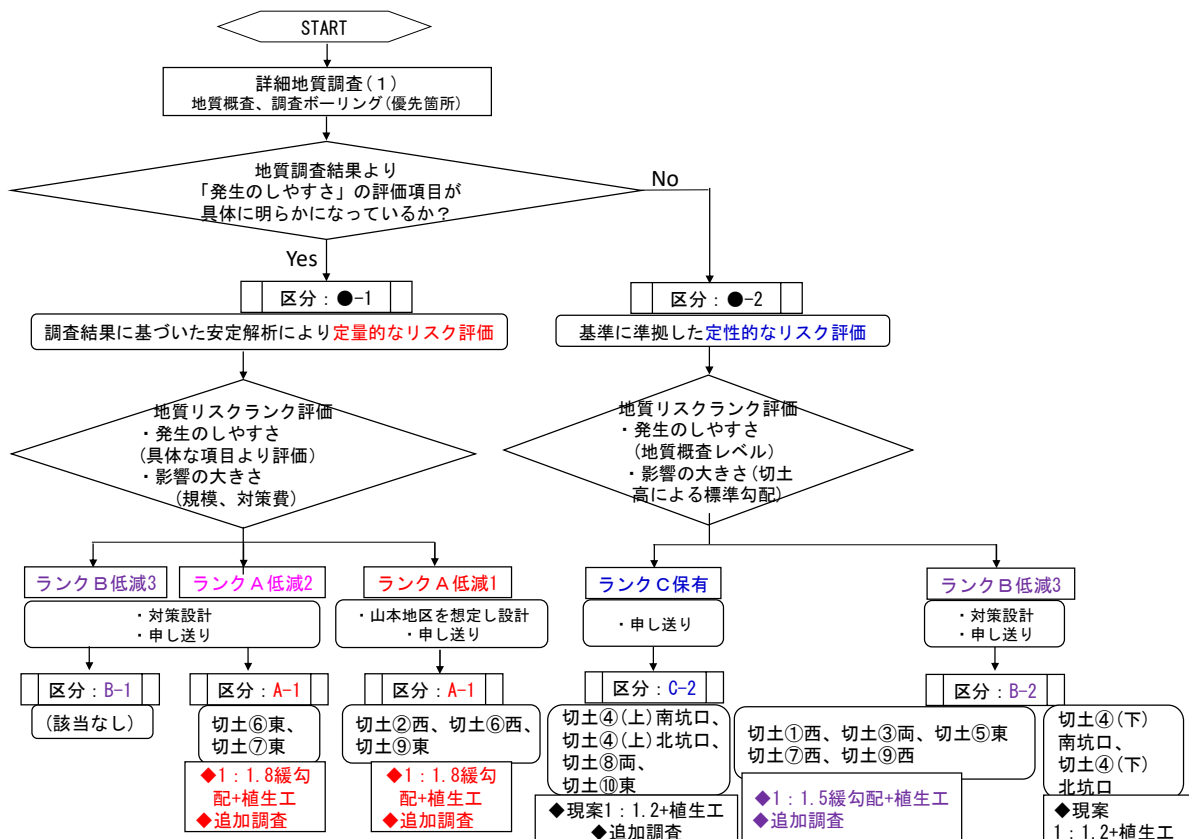 START
詳細地質調査(1)
地質概査、調査ボーリング(優先箇所)
地質調査結果より
「発生のしやすさ」の評価項目が
具体に明らかになっているか？
No
Yes
区分：●-1
区分：●-2
調査結果に基づいた安定解析により定量的なリスク評価
基準に準拠した定性的なリスク評価
地質リスクランク評価
・発生のしやすさ
(具体な項目より評価)
・影響の大きさ
(規模、対策費)
地質リスクランク評価
・発生のしやすさ
(地質概査レベル)
・影響の大きさ(切土
高による標準勾配)
ランクＢ低減3
ランクＡ低減2
ランクＡ低減1
ランクＣ保有
ランクＢ低減3
・対策設計
・申し送り
・山本地区を想定し設計
・申し送り
・申し送り
・対策設計
・申し送り
区分：B-1
区分：A-1
区分：A-1
区分：C-2
区分：B-2
(該当なし)
切土⑥東、
切土⑦東
切土②西、切土⑥西、
切土⑨東
切土④(上)南坑口、
切土④(上)北坑口、
切土⑧両、
切土⑩東
切土①西、切土③両、切土⑤東
切土⑦西、切土⑨西
切土④(下)
南坑口、
切土④(下)
北坑口
◆1：1.8緩勾
配+植生工
◆追加調査
◆1：1.8緩勾
配+植生工
◆追加調査
◆現案1：1.2+植生工
◆追加調査
◆1：1.5緩勾配+植生工
◆追加調査
◆現案
1：1.2+植生工